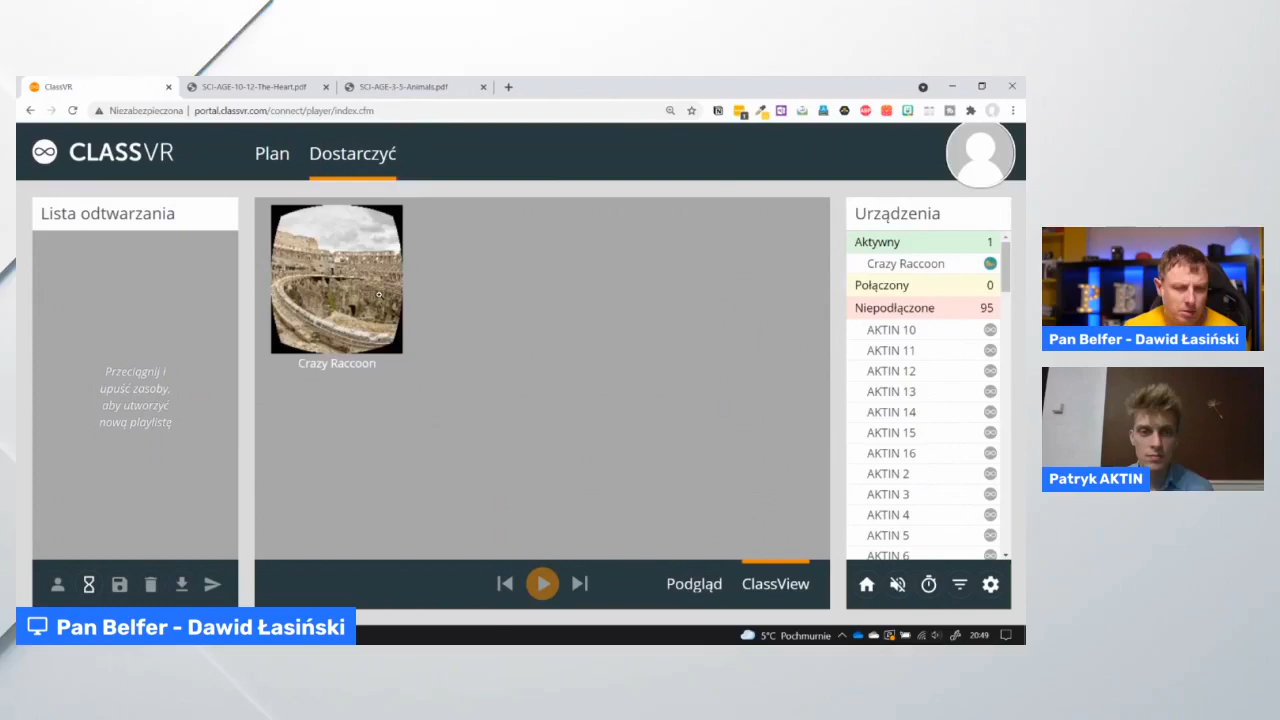 ClassVR
SCI-AGE-10-12-The-Heart.pdf
SCI-AGE-3-5-Animals.pdf
Niezabezpieczona
portal.classvr.com/connect/player/index.cfm
CLASSVR
Plan
Dostarczyć
Lista odtwarzania
Przeciągnij i
upuść zasoby,
aby utworzyć
nową playlistę
Crazy Raccoon
Podgląd
ClassView
Urządzenia
Aktywny 1
Crazy Raccoon
Połączony 0
Niepodłączone 95
AKTIN 10
AKTIN 11
AKTIN 12
AKTIN 13
AKTIN 14
AKTIN 15
AKTIN 16
AKTIN 2
AKTIN 3
AKTIN 4
AKTIN 5
AKTIN 6
Pan Belfer - Dawid Łasiński
5°C Pochmurnie
20:49
P B
Pan Belfer - Dawid Łasiński
Patryk AKTIN